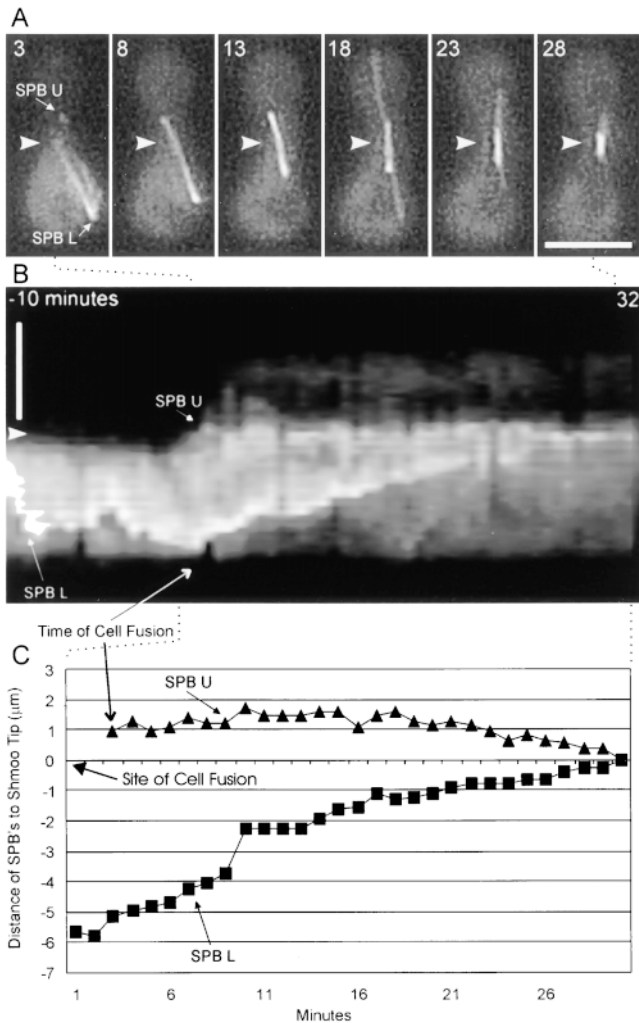 A
3 8 13 18 23 28
SPB U
SPB L
B
-10 minutes 32
SPB U
SPB L
Time of Cell Fusion
C
3
SPB U
2
1
0
Site of Cell Fusion
-1
-2
-3
-4
-5
SPB L
-6
-7
Distance of SPB's to Shmoo Tip (µm)
1 6 11 16 21 26
Minutes